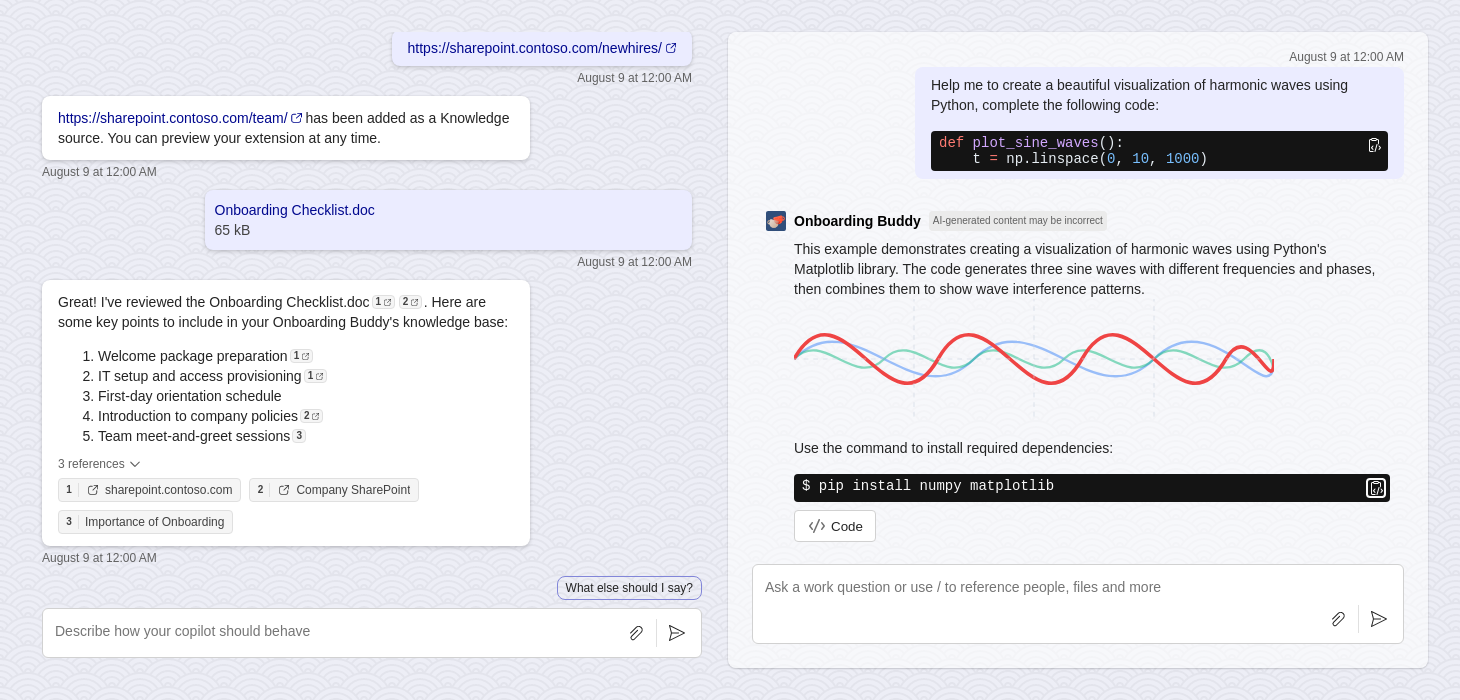 https://sharepoint.contoso.com/newhires/
August 9 at 12:00 AM
https://sharepoint.contoso.com/team/ has been added as a Knowledge
source. You can preview your extension at any time.
August 9 at 12:00 AM
Onboarding Checklist.doc
65 kB
August 9 at 12:00 AM
Great! I've reviewed the Onboarding Checklist.doc 1 2 . Here are
some key points to include in your Onboarding Buddy's knowledge base:
1. Welcome package preparation 1
2. IT setup and access provisioning 1
3. First-day orientation schedule
4. Introduction to company policies 2
5. Team meet-and-greet sessions 3
3 references
1 sharepoint.contoso.com 2 Company SharePoint
3 Importance of Onboarding
August 9 at 12:00 AM
What else should I say?
Describe how your copilot should behave
August 9 at 12:00 AM
Help me to create a beautiful visualization of harmonic waves using
Python, complete the following code:
def plot_sine_waves():
    t = np.linspace(0, 10, 1000)
Onboarding Buddy AI-generated content may be incorrect
This example demonstrates creating a visualization of harmonic waves using Python's
Matplotlib library. The code generates three sine waves with different frequencies and phases,
then combines them to show wave interference patterns.
Use the command to install required dependencies:
$ pip install numpy matplotlib
Code
Ask a work question or use / to reference people, files and more